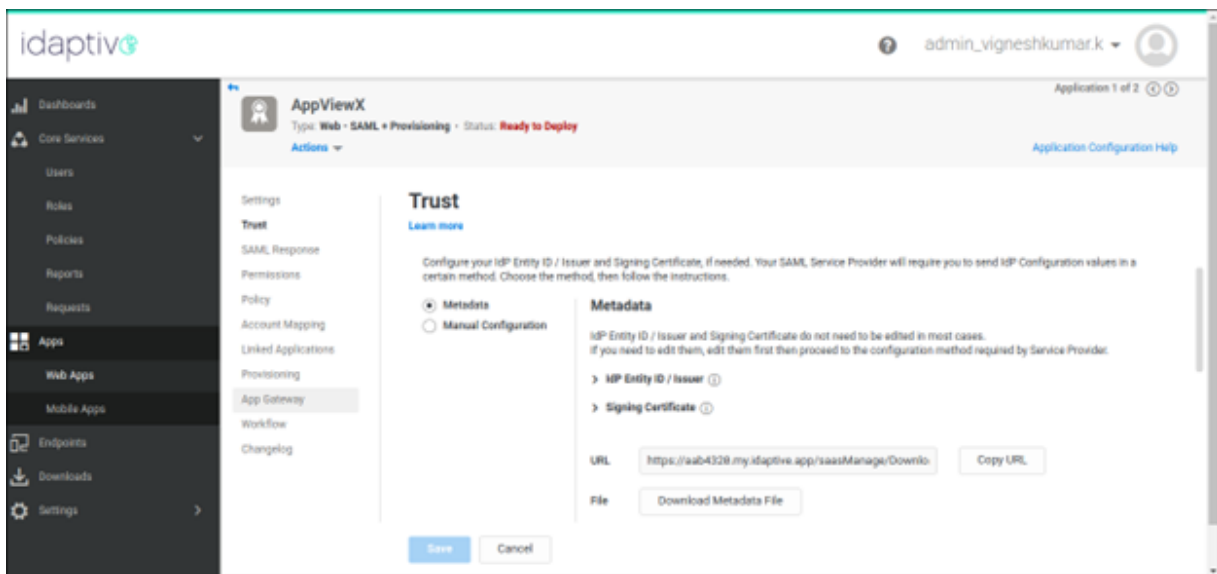 idaptive
admin_vigneshkumar.k
Dashboards
Core Services
Users
Roles
Policies
Reports
Requests
Apps
Web Apps
Mobile Apps
Endpoints
Downloads
Settings
AppViewX
Type: Web - SAML + Provisioning · Status: Ready to Deploy
Actions
Application 1 of 2
Application Configuration Help
Settings
Trust
SAML Response
Permissions
Policy
Account Mapping
Linked Applications
Provisioning
App Gateway
Workflow
Changelog
Trust
Learn more
Configure your IdP Entity ID / Issuer and Signing Certificate, if needed. Your SAML Service Provider will require you to send IdP Configuration values in a
certain method. Choose the method, then follow the instructions.
Metadata
Manual Configuration
Metadata
IdP Entity ID / Issuer and Signing Certificate do not need to be edited in most cases.
If you need to edit them, edit them first then proceed to the configuration method required by Service Provider.
IdP Entity ID / Issuer
Signing Certificate
URL https://aab4328.my.idaptive.app/saasManage/Downlo Copy URL
File Download Metadata File
Save Cancel